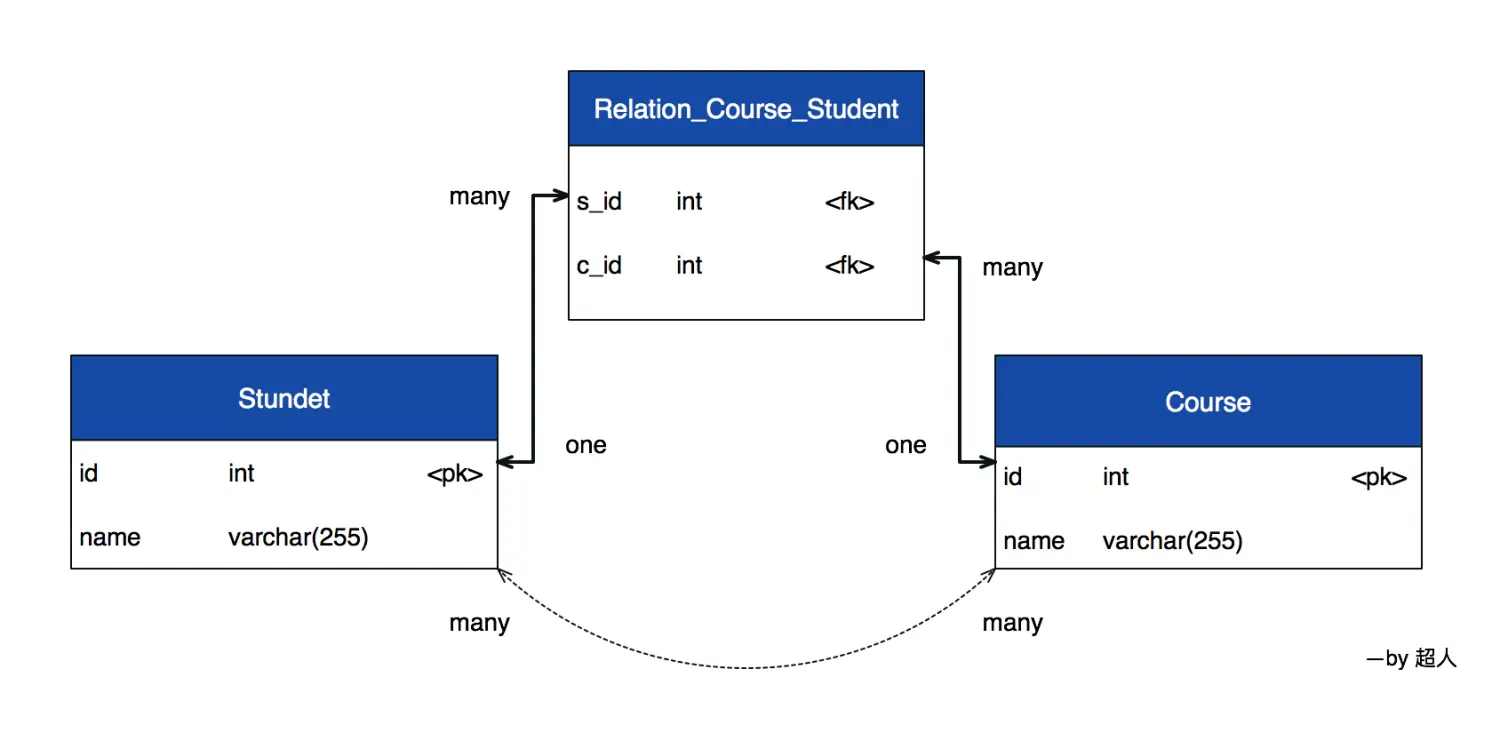 Relation_Course_Student
many
s_id int <fk>
c_id int <fk>
many
Stundet
id int <pk>
name varchar(255)
one
one
Course
id int <pk>
name varchar(255)
many
many
—by 超人